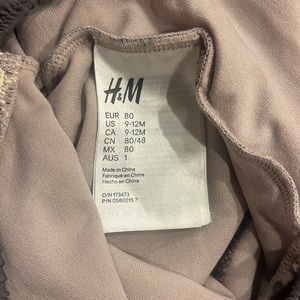 H&M
EUR 80
US 9-12M
CA 9-12M
CN 80/48
MX 80
AUS 1
Made in China
Fabriqué en Chine
Hecho en China
O/N 173473
P/N 0580015 7